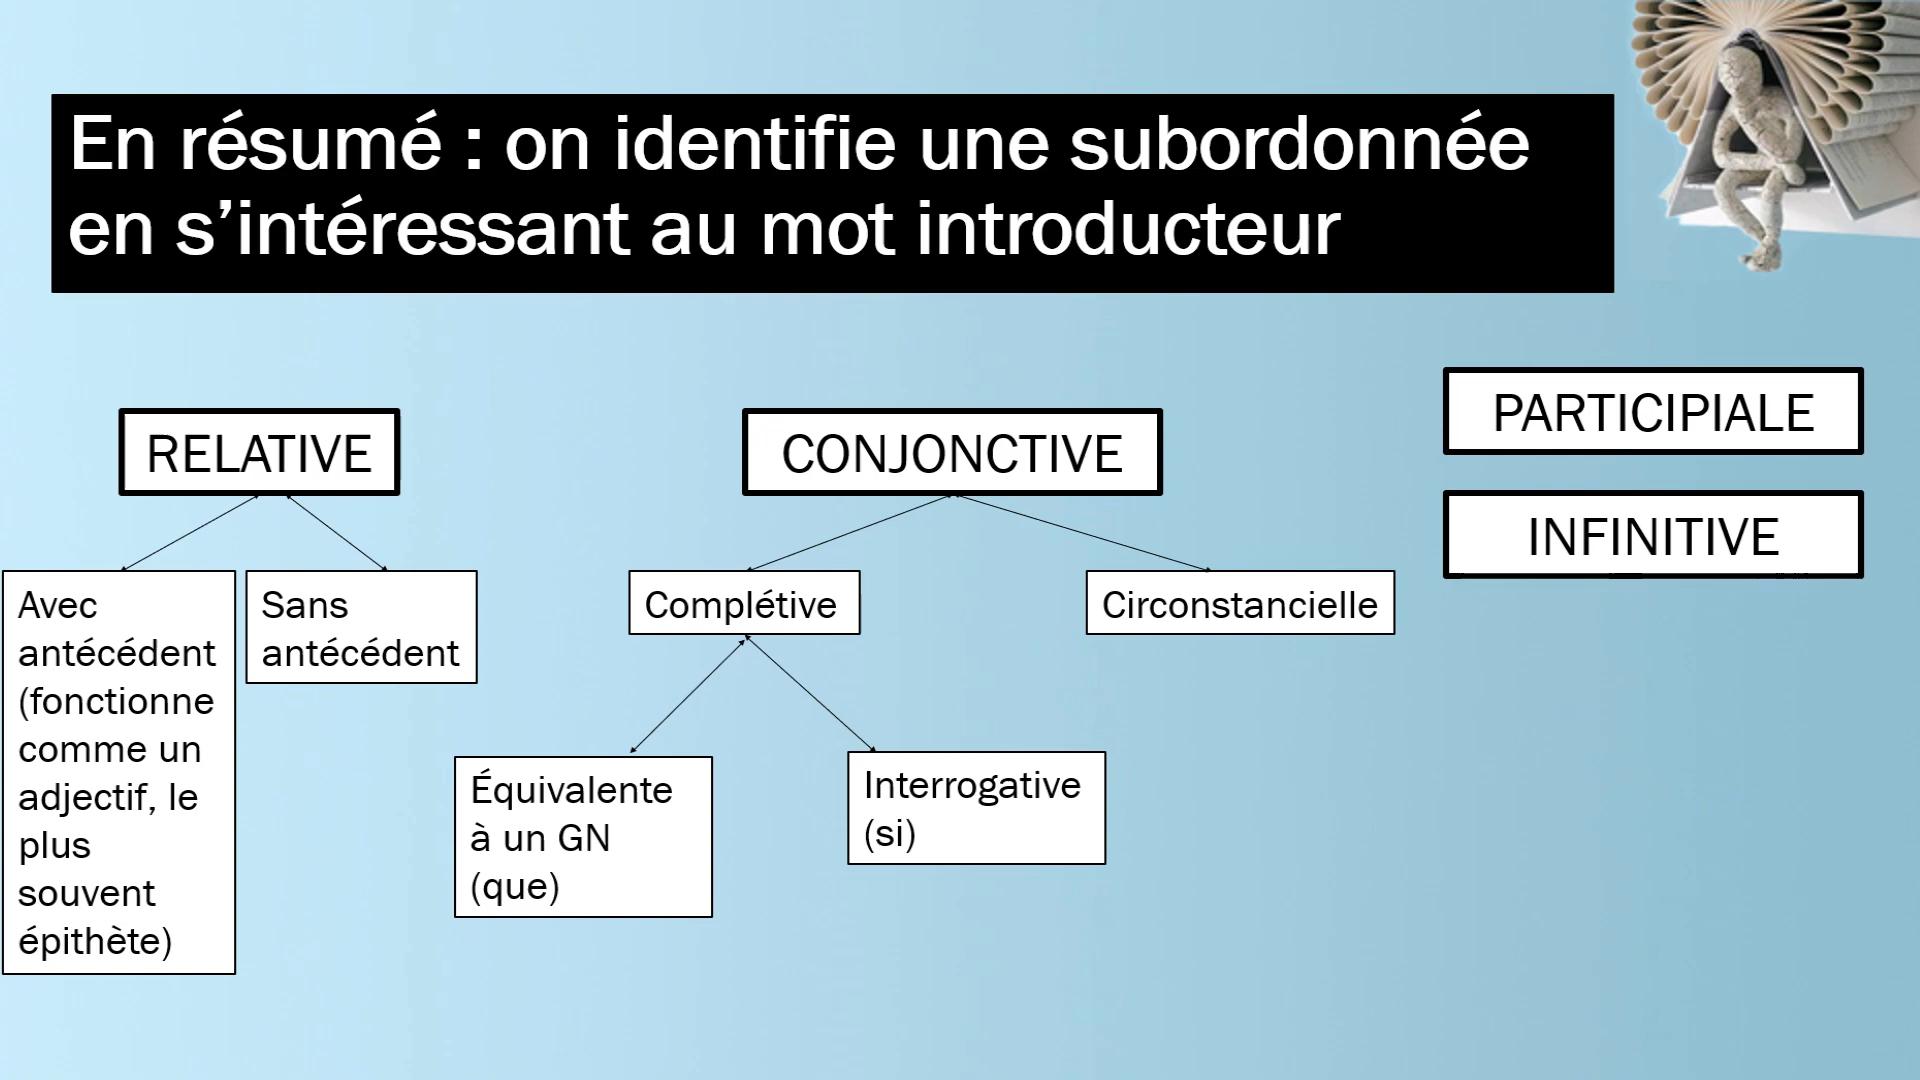 En résumé : on identifie une subordonnée
en s’intéressant au mot introducteur
RELATIVE
Avec
antécédent
(fonctionne
comme un
adjectif, le
plus
souvent
épithète)
Sans
antécédent
CONJONCTIVE
Complétive
Équivalente
à un GN
(que)
Interrogative
(si)
Circonstancielle
PARTICIPIALE
INFINITIVE